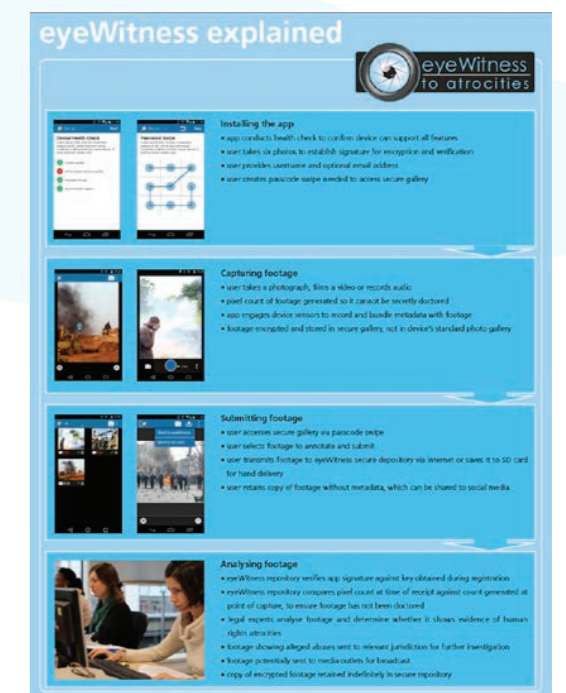 eyeWitness explained
eyeWitness
to atrocities
Installing the app
• app conducts health check to confirm device can support all features
• user takes six photos to establish signature for encryption and verification
• user provides username and optional email address
• user creates passcode swipe needed to access secure gallery
Capturing footage
• user takes a photograph, films a video or records audio
• pixel count of footage generated so it cannot be secretly doctored
• app engages device sensors to record and bundle metadata with footage
• footage encrypted and stored in secure gallery, not in device's standard photo gallery
Submitting footage
• user accesses secure gallery via passcode swipe
• user selects footage to annotate and submit
• user transmits footage to eyeWitness secure depository via internet or saves it to SD card
for hand delivery
• user retains copy of footage without metadata, which can be shared to social media
Analysing footage
• eyeWitness repository verifies app signature against key obtained during registration
• eyeWitness repository compares pixel count at time of receipt against count generated at
point of capture, to ensure footage has not been doctored
• legal experts analyse footage and determine whether it shows evidence of human
rights atrocities
• footage showing alleged abuses sent to relevant jurisdiction for further investigation
• footage potentially sent to media outlets for broadcast
• copy of encrypted footage retained indefinitely in secure repository